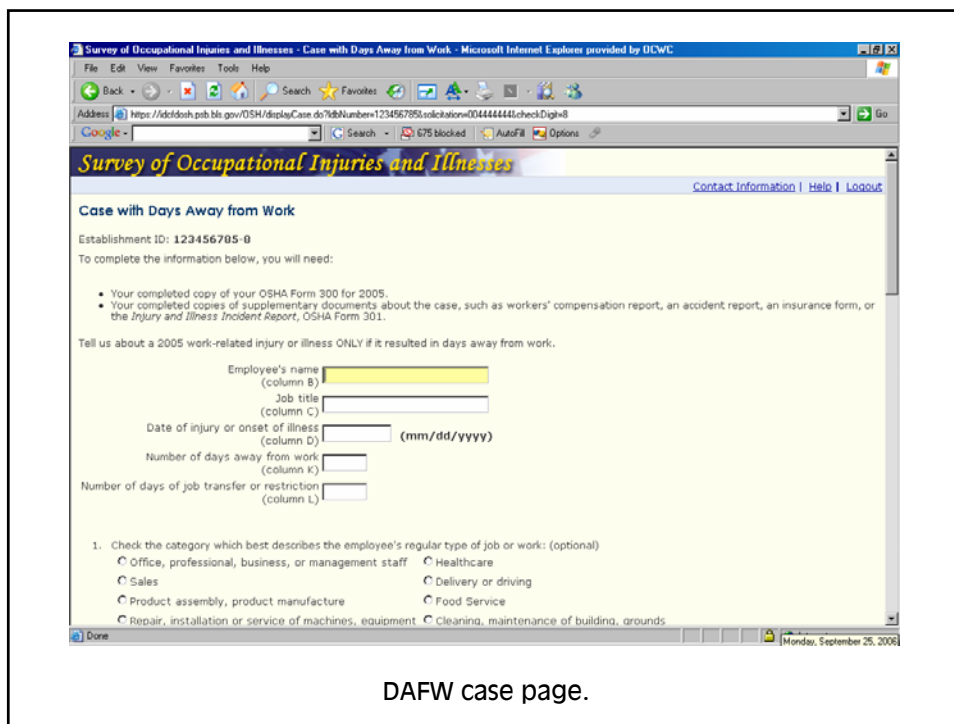 Survey of Occupational Injuries and Illnesses - Case with Days Away from Work - Microsoft Internet Explorer provided by OCWC
File Edit View Favorites Tools Help
Back Search Favorites
Address https://idcfdosh.psb.bls.gov/OSH/displayCase.do?idbNumber=123456785&solicitation=004444444&checkDigit=8 Go
Google Search 675 blocked AutoFill Options
Survey of Occupational Injuries and Illnesses
Contact Information | Help | Logout
Case with Days Away from Work
Establishment ID: 123456785-8
To complete the information below, you will need:
• Your completed copy of your OSHA Form 300 for 2005.
• Your completed copies of supplementary documents about the case, such as workers' compensation report, an accident report, an insurance form, or
the Injury and Illness Incident Report, OSHA Form 301.
Tell us about a 2005 work-related injury or illness ONLY if it resulted in days away from work.
Employee's name
(column B)
Job title
(column C)
Date of injury or onset of illness
(column D) (mm/dd/yyyy)
Number of days away from work
(column K)
Number of days of job transfer or restriction
(column L)
1. Check the category which best describes the employee's regular type of job or work: (optional)
Office, professional, business, or management staff Healthcare
Sales Delivery or driving
Product assembly, product manufacture Food Service
Repair, installation or service of machines, equipment Cleaning, maintenance of building, grounds
Done
Monday, September 25, 2006
DAFW case page.